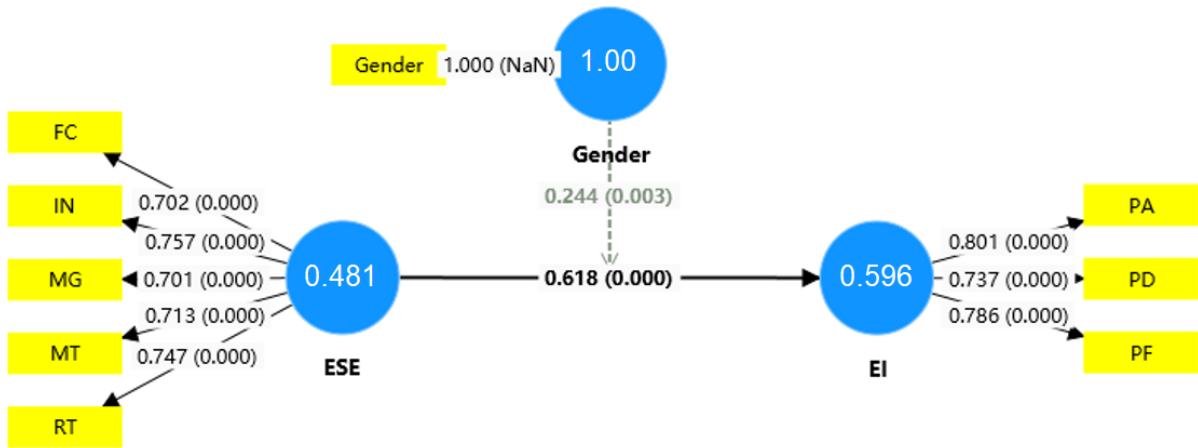 Gender
1.000 (NaN)
1.00
Gender
0.244 (0.003)
FC
IN
MG
MT
RT
0.702 (0.000)
0.757 (0.000)
0.701 (0.000)
0.713 (0.000)
0.747 (0.000)
0.481
ESE
0.618 (0.000)
0.596
EI
0.801 (0.000)
0.737 (0.000)
0.786 (0.000)
PA
PD
PF